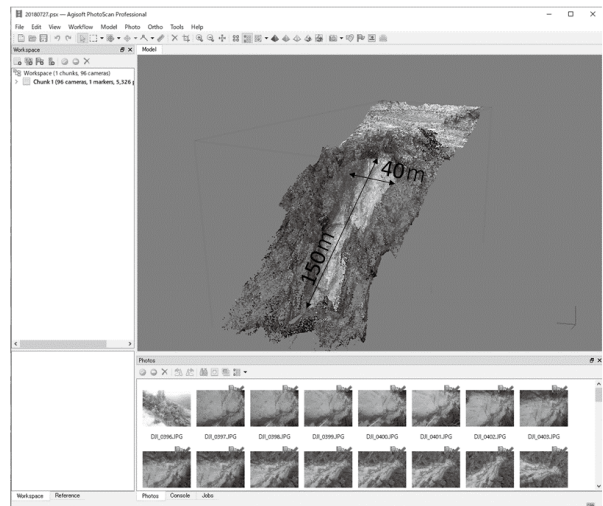 20180727.psx — Agisoft PhotoScan Professional
File Edit View Workflow Model Photo Ortho Tools Help
Workspace
Model
Workspace (1 chunks, 96 cameras)
Chunk 1 (96 cameras, 1 markers, 5,326 p
40m
150m
Photos
DJI_0396.JPG DJI_0397.JPG DJI_0398.JPG DJI_0399.JPG DJI_0400.JPG DJI_0401.JPG DJI_0402.JPG DJI_0403.JPG
Workspace Reference
Photos Console Jobs